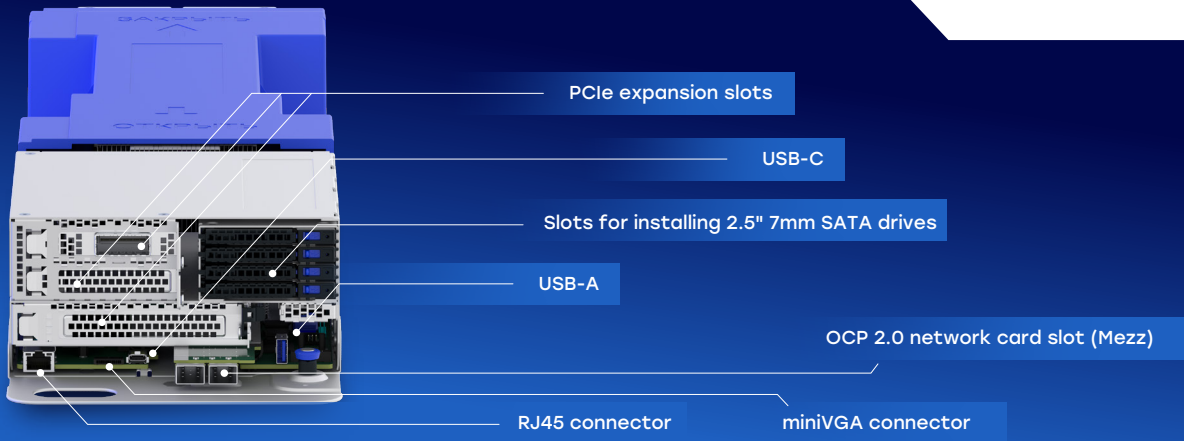 PCIe expansion slots
USB-C
Slots for installing 2.5" 7mm SATA drives
USB-A
OCP 2.0 network card slot (Mezz)
RJ45 connector
miniVGA connector